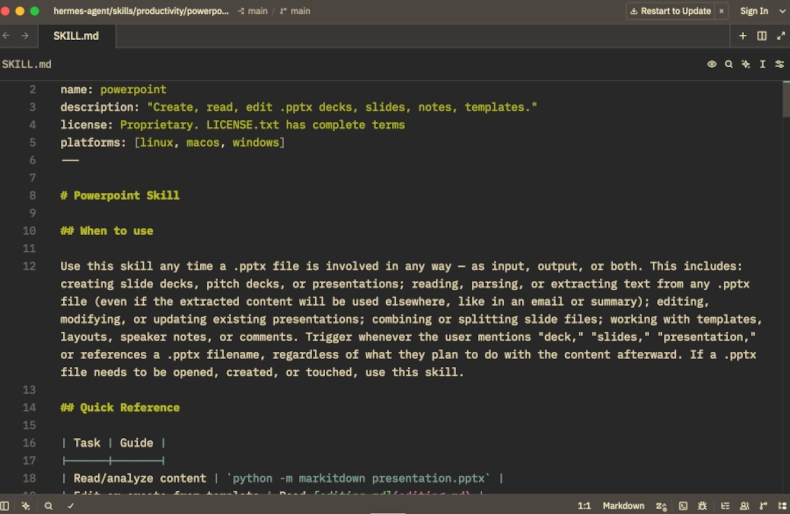 hermes-agent/skills/productivity/powerpo... main / main Restart to Update × Sign In
SKILL.md
SKILL.md
2 name: powerpoint
3 description: "Create, read, edit .pptx decks, slides, notes, templates."
4 license: Proprietary. LICENSE.txt has complete terms
5 platforms: [linux, macos, windows]
6 ---
7
8 # Powerpoint Skill
9
10 ## When to use
11
12 Use this skill any time a .pptx file is involved in any way — as input, output, or both. This includes:
creating slide decks, pitch decks, or presentations; reading, parsing, or extracting text from any .pptx
file (even if the extracted content will be used elsewhere, like in an email or summary); editing,
modifying, or updating existing presentations; combining or splitting slide files; working with templates,
layouts, speaker notes, or comments. Trigger whenever the user mentions "deck," "slides," "presentation,"
or references a .pptx filename, regardless of what they plan to do with the content afterward. If a .pptx
file needs to be opened, created, or touched, use this skill.
13
14 ## Quick Reference
15
16 | Task | Guide |
17 |------|-------|
18 | Read/analyze content | `python -m markitdown presentation.pptx` |
1:1 Markdown